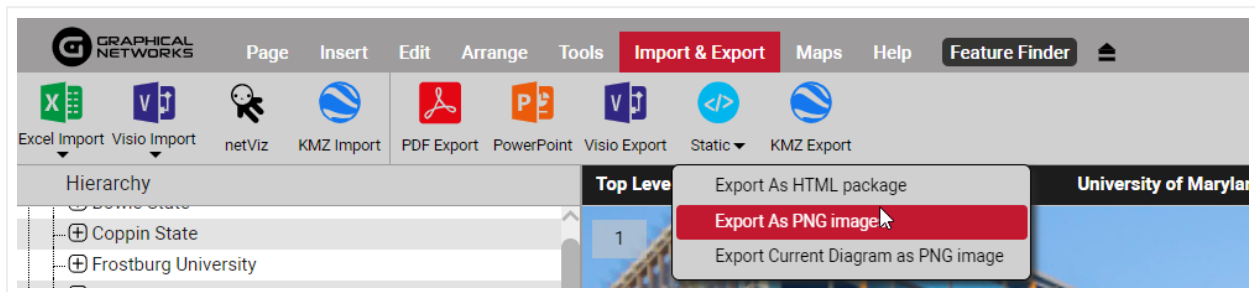 GRAPHICAL
NETWORKS
Page Insert Edit Arrange Tools Import & Export Maps Help Feature Finder
Excel Import Visio Import netViz KMZ Import PDF Export PowerPoint Visio Export Static KMZ Export
Hierarchy
Top Leve
University of Marylan
Export As HTML package
Export As PNG image
Export Current Diagram as PNG image
Bowie State
Coppin State
Frostburg University
1